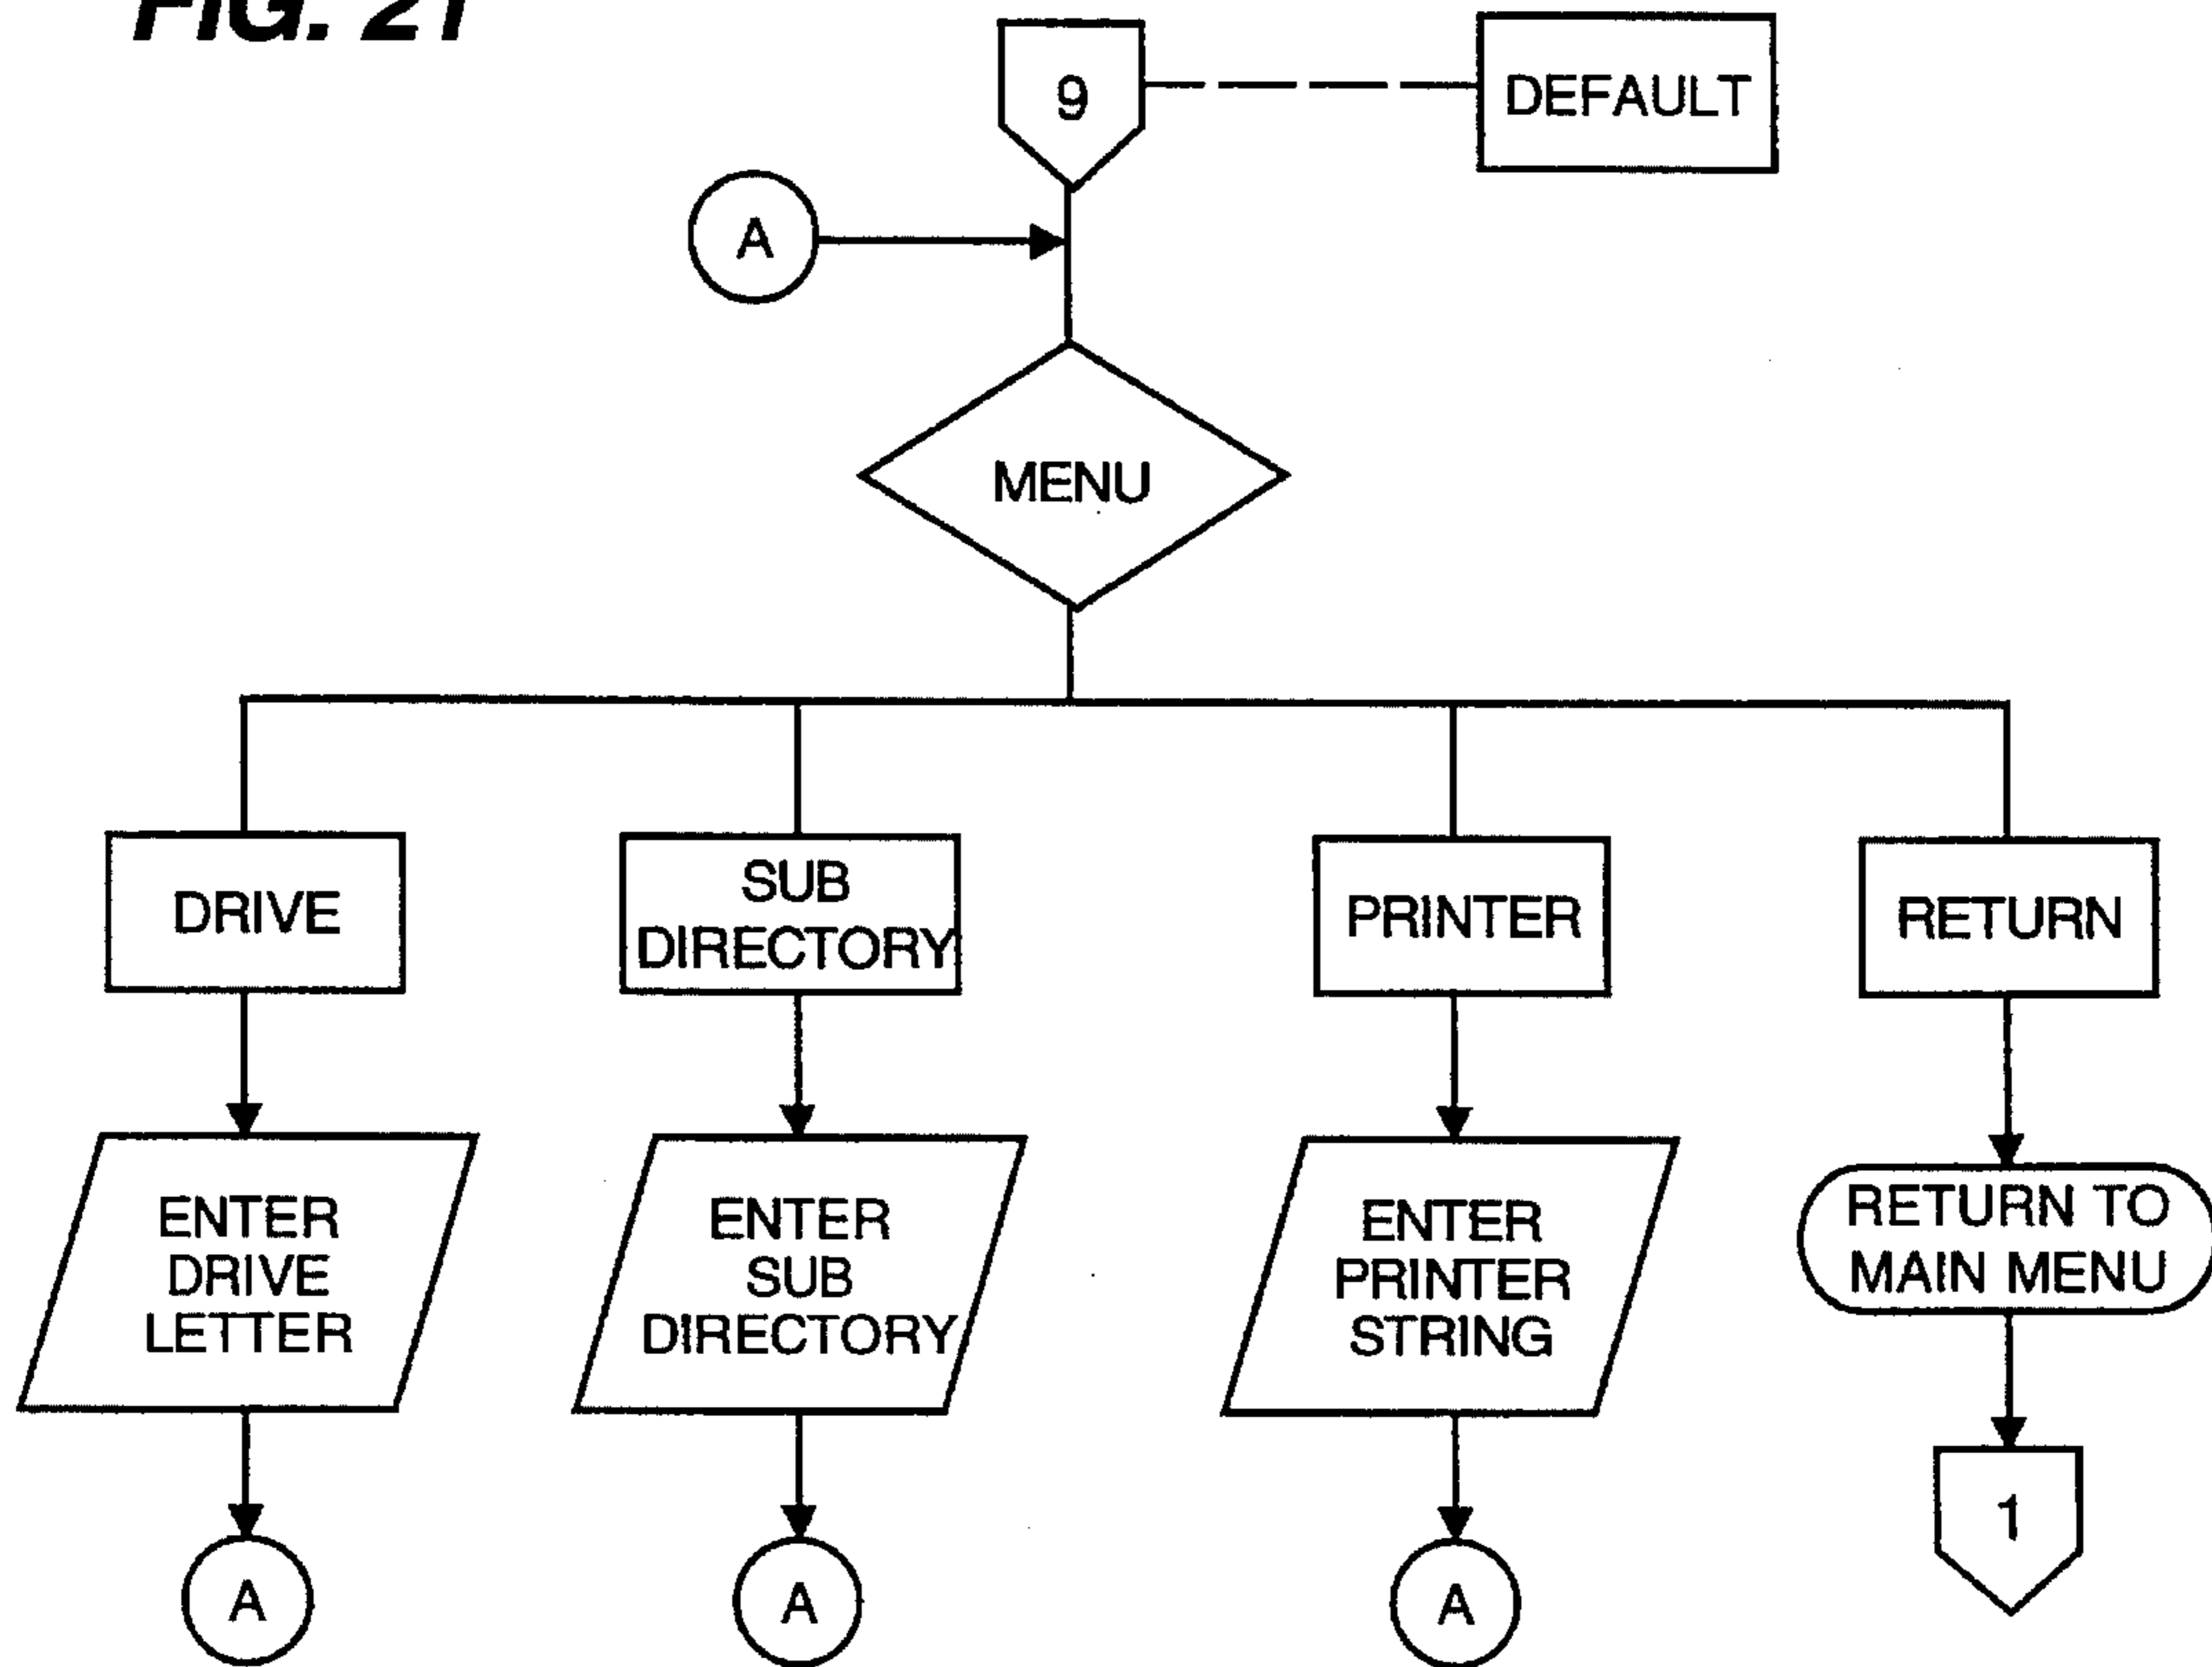 FIG. 21
9
DEFAULT
A
MENU
DRIVE
SUB
DIRECTORY
PRINTER
RETURN
ENTER
DRIVE
LETTER
ENTER
SUB
DIRECTORY
ENTER
PRINTER
STRING
RETURN TO
MAIN MENU
A
A
A
1